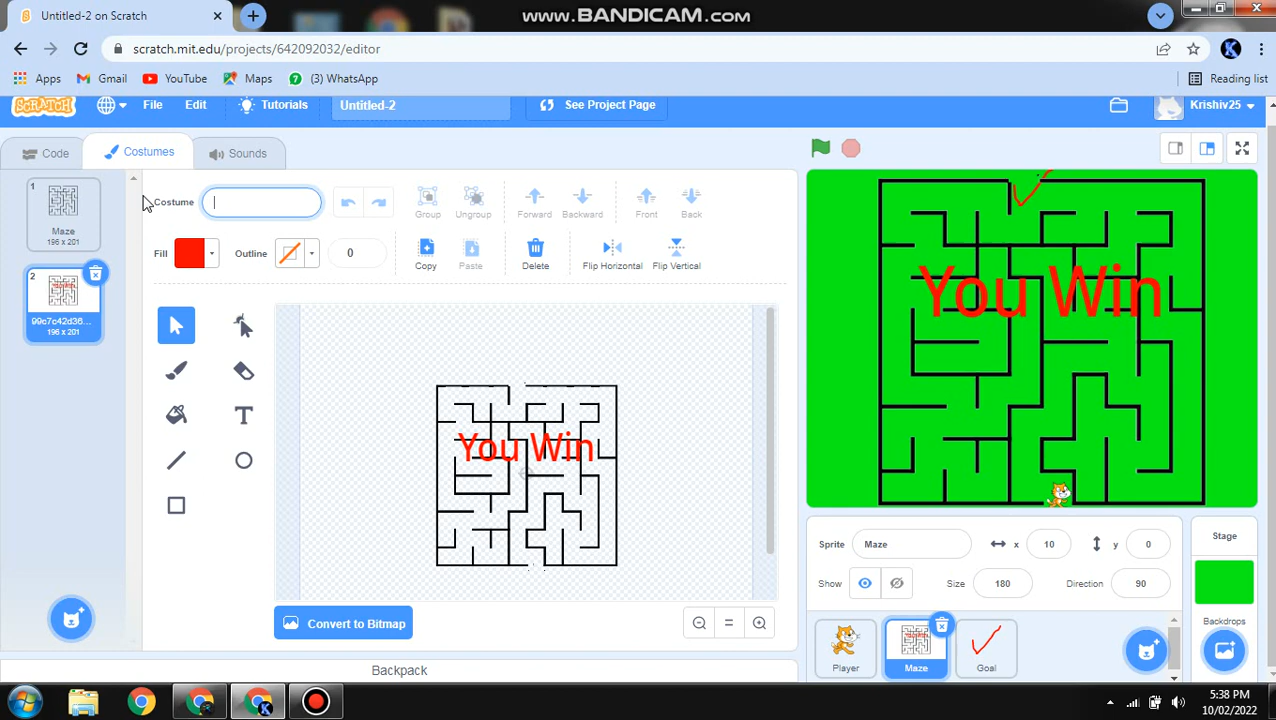 Untitled-2 on Scratch
www.BANDICAM.com
scratch.mit.edu/projects/642092032/editor
Apps
Gmail
YouTube
Maps
(3) WhatsApp
Reading list
SCRATCH
File
Edit
Tutorials
Untitled-2
See Project Page
Krishiv25
Code
Costumes
Sounds
1
Maze
196 x 201
2
99c7c42d36...
196 x 201
Costume
Group
Ungroup
Forward
Backward
Front
Back
Fill
Outline
0
Copy
Paste
Delete
Flip Horizontal
Flip Vertical
T
You Win
Convert to Bitmap
Backpack
You Win
Sprite
Maze
x
10
y
0
Show
Size
180
Direction
90
Player
Maze
Goal
Stage
Backdrops
5:38 PM
10/02/2022